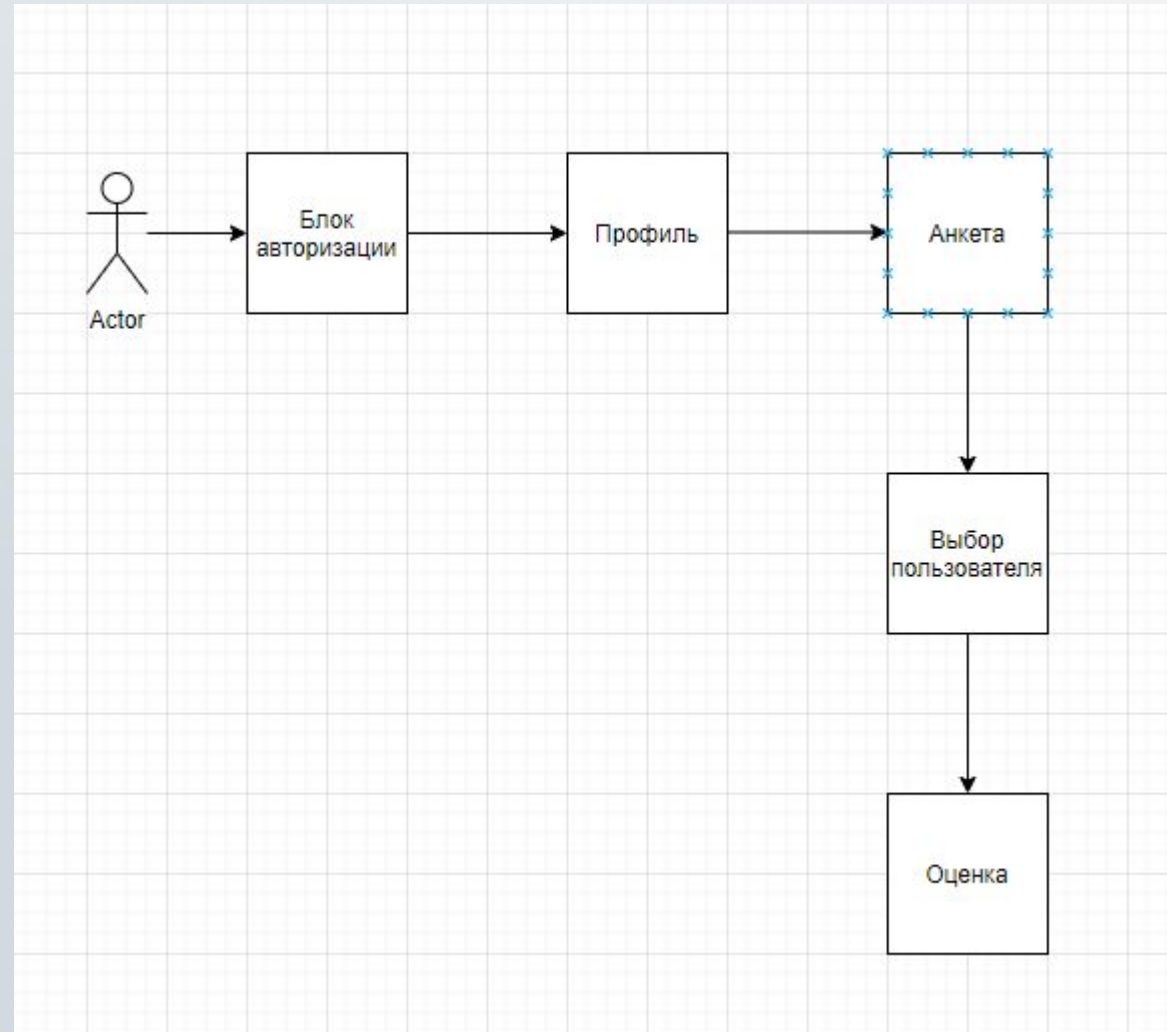 Блок
авторизации
Профиль
Анкета
Actor
Выбор
пользователя
Оценка